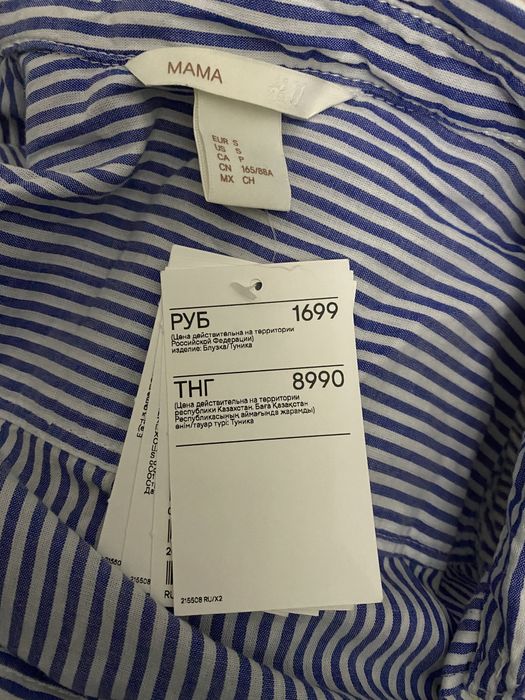 MAMA
EUR S
US S
CA P
CN 165/88A
MX CH
РУБ 1699
(Цена действительна на территории
Российской Федерации)
изделие: Блузка/Туника
ТНГ 8990
(Цена действительна на территории
республики Казахстан. Баға Қазақстан
Республикасының аймағында жарамды)
өнім/тауар түрі: Туника
215508 RU/X2